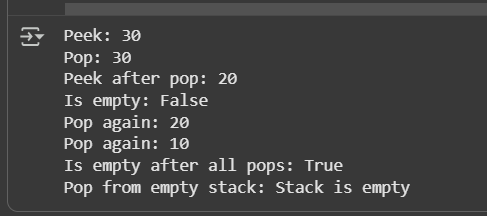 Peek: 30
Pop: 30
Peek after pop: 20
Is empty: False
Pop again: 20
Pop again: 10
Is empty after all pops: True
Pop from empty stack: Stack is empty